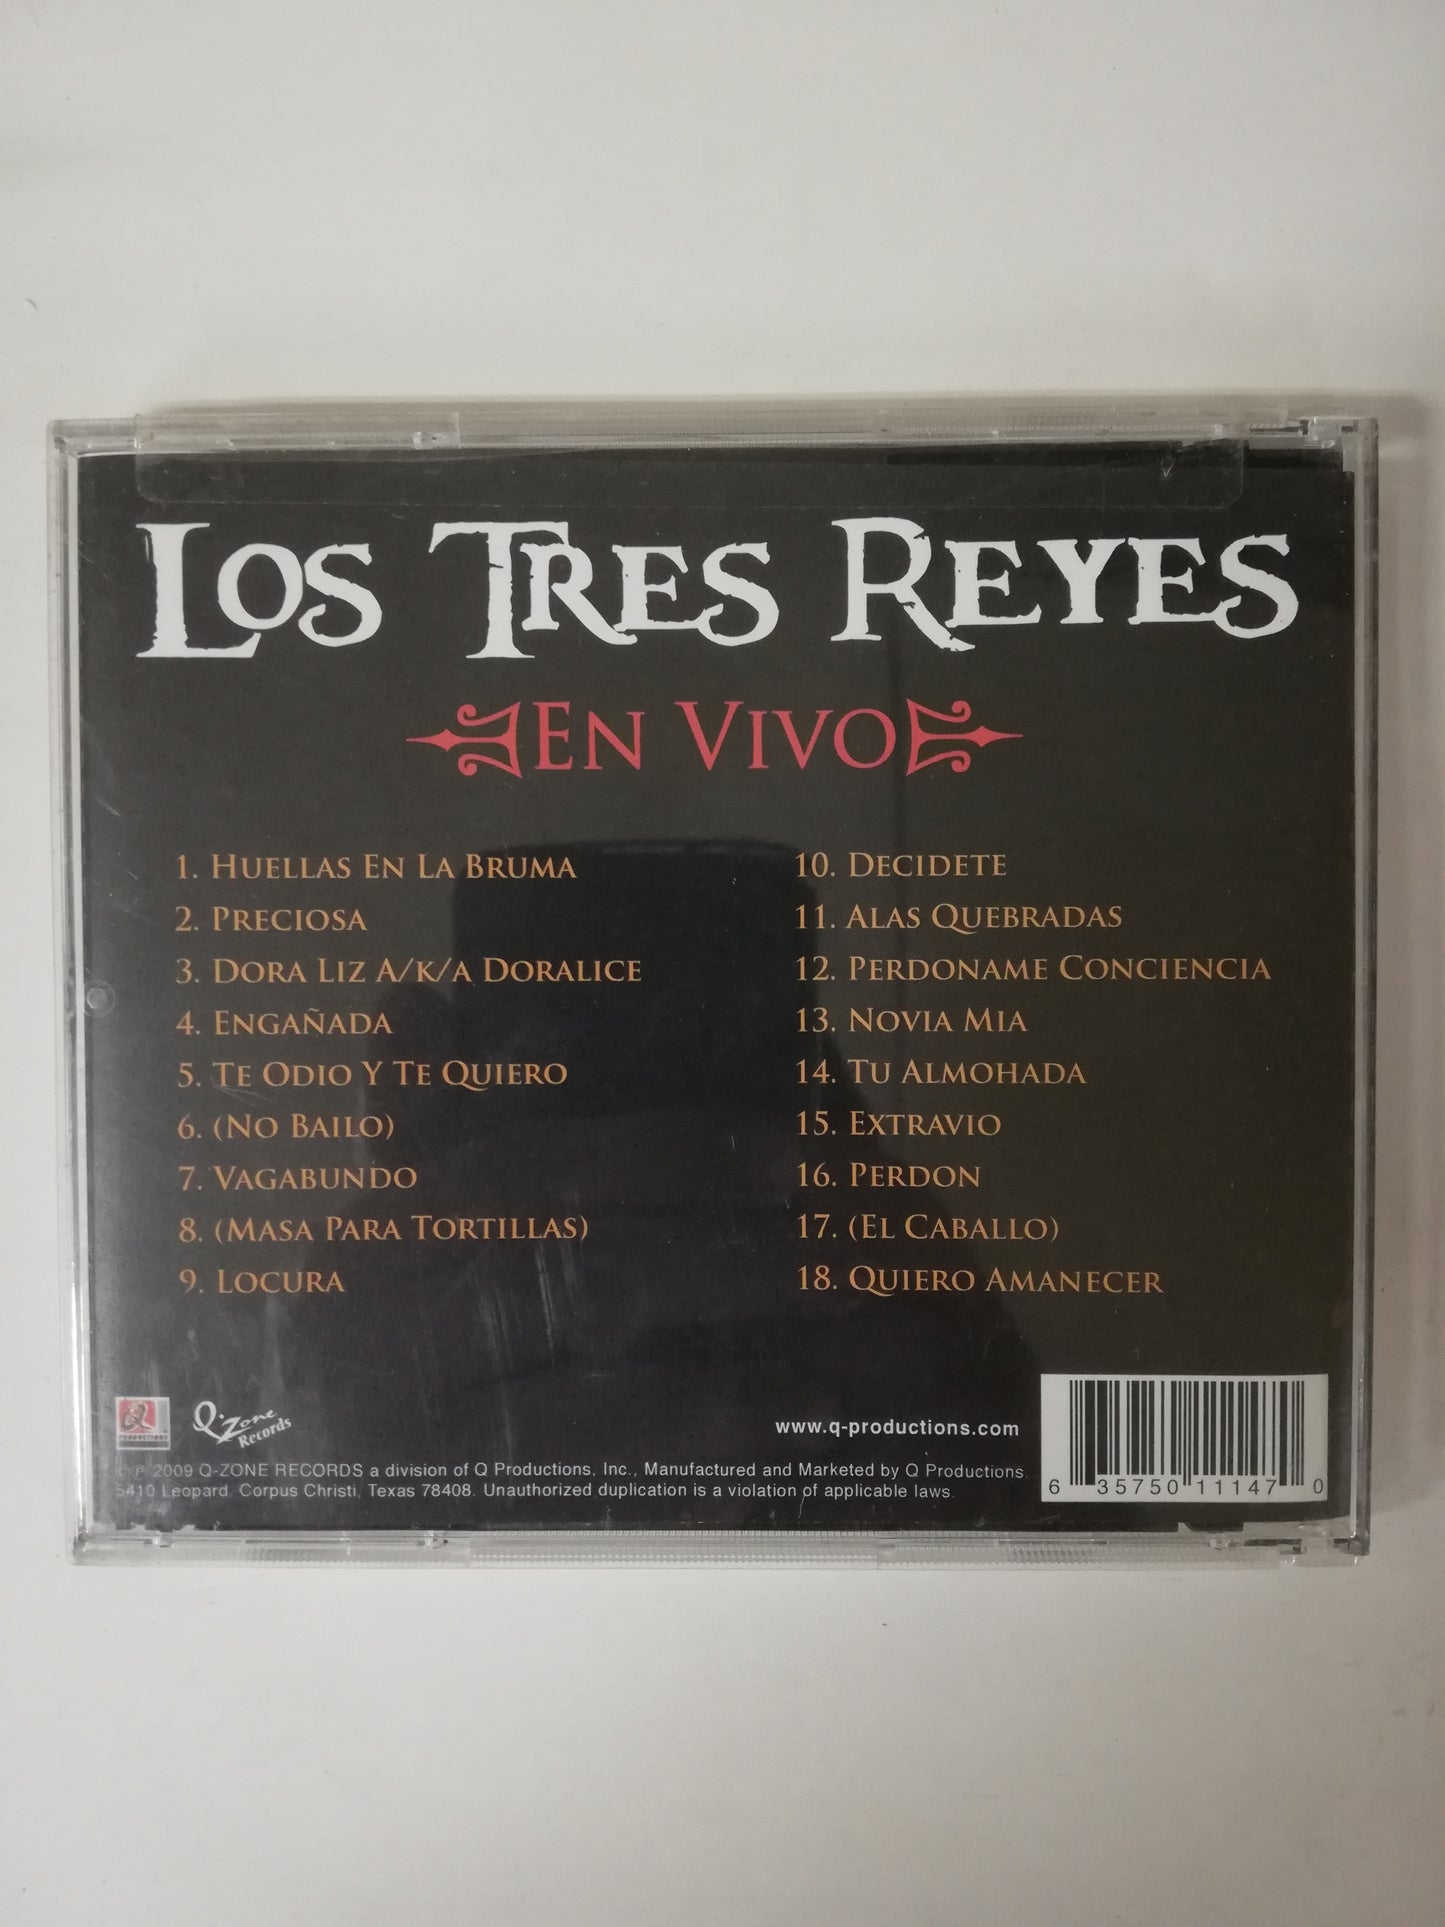 Los Tres Reyes
En Vivo
1. Huellas En La Bruma
2. Preciosa
3. Dora Liz A/K/A Doralice
4. Engañada
5. Te Odio Y Te Quiero
6. (No Bailo)
7. Vagabundo
8. (Masa Para Tortillas)
9. Locura
10. Decidete
11. Alas Quebradas
12. Perdoname Conciencia
13. Novia Mia
14. Tu Almohada
15. Extravio
16. Perdon
17. (El Caballo)
18. Quiero Amanecer
Q
PRODUCTIONS
Q-Zone
Records
www.q-productions.com
© ℗ 2009 Q-ZONE RECORDS a division of Q Productions, Inc., Manufactured and Marketed by Q Productions.
5410 Leopard. Corpus Christi, Texas 78408. Unauthorized duplication is a violation of applicable laws.
6 35750 11147 0